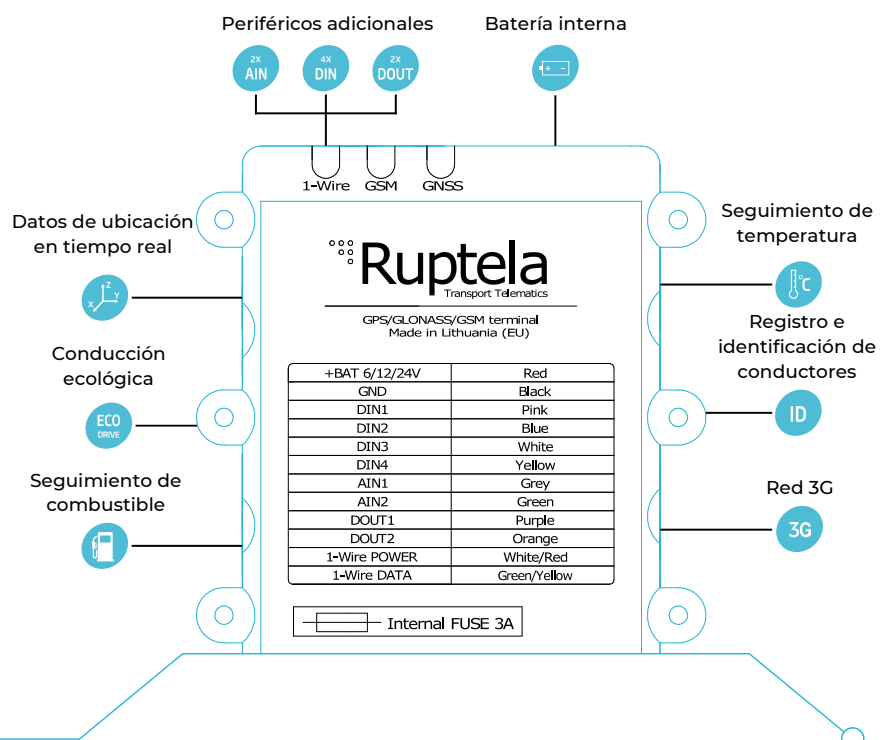 Periféricos adicionales
Batería interna
2X
AIN
4X
DIN
2X
DOUT
+ -
1-Wire GSM GNSS
Datos de ubicación
en tiempo real
X Z Y
Conducción
ecológica
ECO
DRIVE
Seguimiento de
combustible
Ruptela
Transport Telematics
GPS/GLONASS/GSM terminal
Made in Lithuania (EU)
+BAT 6/12/24V Red
GND Black
DIN1 Pink
DIN2 Blue
DIN3 White
DIN4 Yellow
AIN1 Grey
AIN2 Green
DOUT1 Purple
DOUT2 Orange
1-Wire POWER White/Red
1-Wire DATA Green/Yellow
Internal FUSE 3A
Seguimiento de
temperatura
°C
Registro e
identificación de
conductores
ID
Red 3G
3G